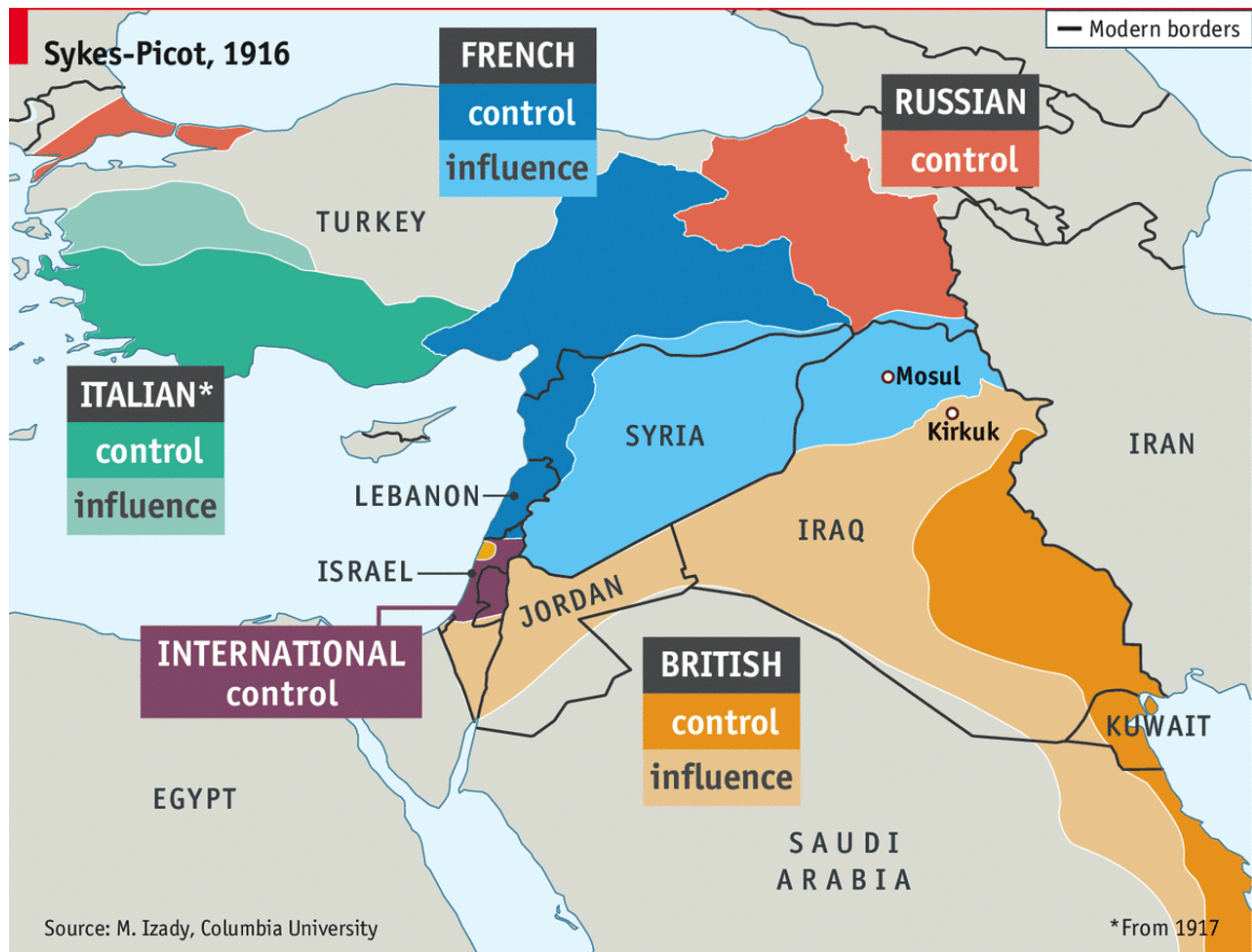 Sykes-Picot, 1916
Modern borders
FRENCH
control
influence
RUSSIAN
control
TURKEY
ITALIAN*
control
influence
Mosul
Kirkuk
SYRIA
IRAN
LEBANON
IRAQ
ISRAEL
JORDAN
INTERNATIONAL
control
BRITISH
control
influence
KUWAIT
EGYPT
SAUDI
ARABIA
Source: M. Izady, Columbia University
*From 1917